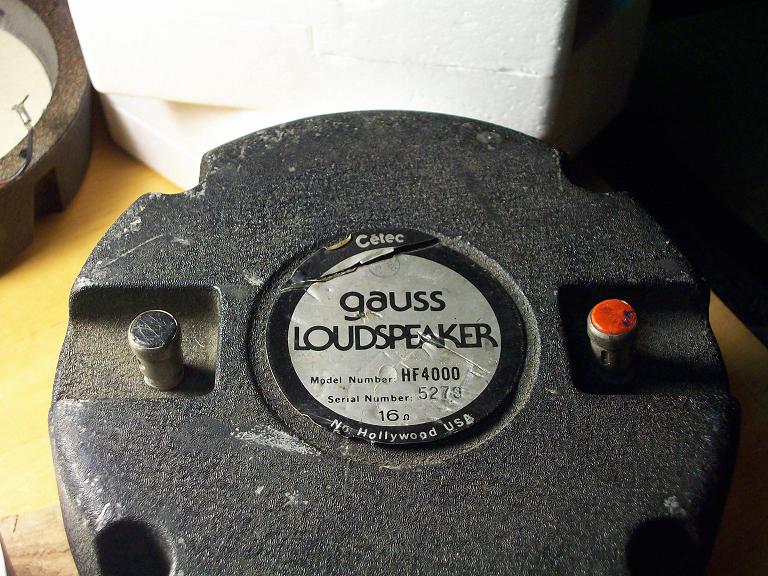 Cetec
gauss
LOUDSPEAKER
Model Number: HF4000
Serial Number: 5279
16 Ω
No. Hollywood USA